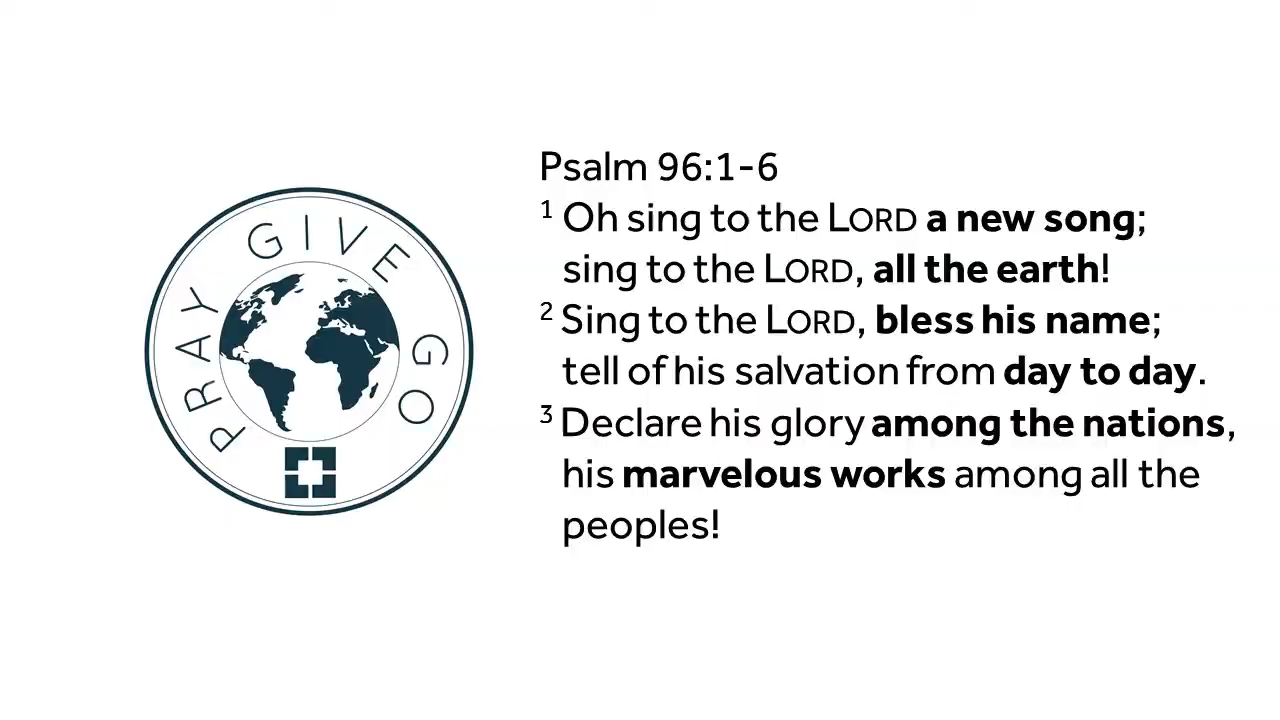 PRAY GIVE GO
Psalm 96:1-6
1 Oh sing to the LORD a new song;
sing to the LORD, all the earth!
2 Sing to the LORD, bless his name;
tell of his salvation from day to day.
3 Declare his glory among the nations,
his marvelous works among all the
peoples!